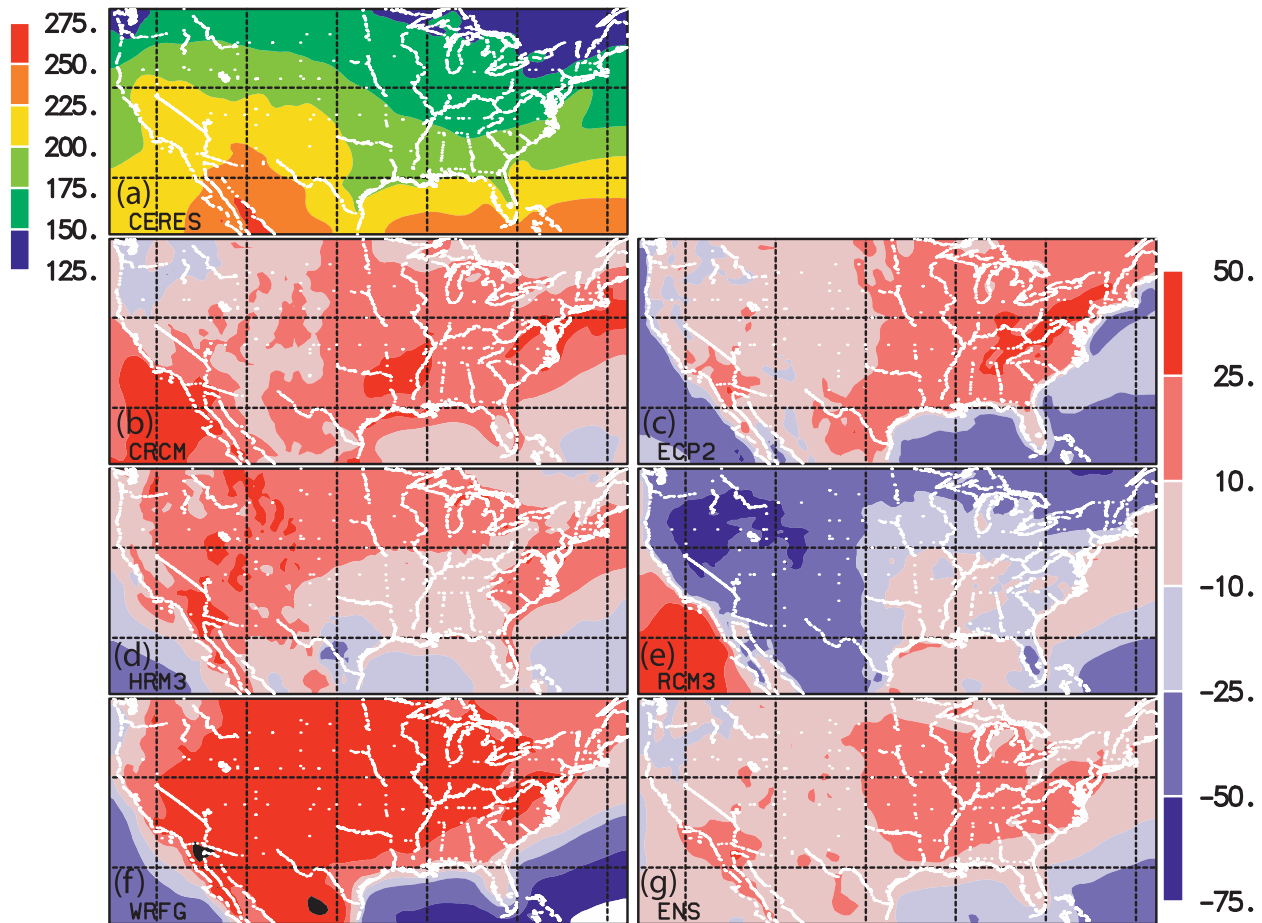 275.
250.
225.
200.
175.
150.
125.
(a)
CERES
(b)
CRCM
(c)
ECP2
50.
25.
10.
-10.
-25.
-50.
-75.
(d)
HRM3
(e)
RCM3
(f)
WRFG
(g)
ENS